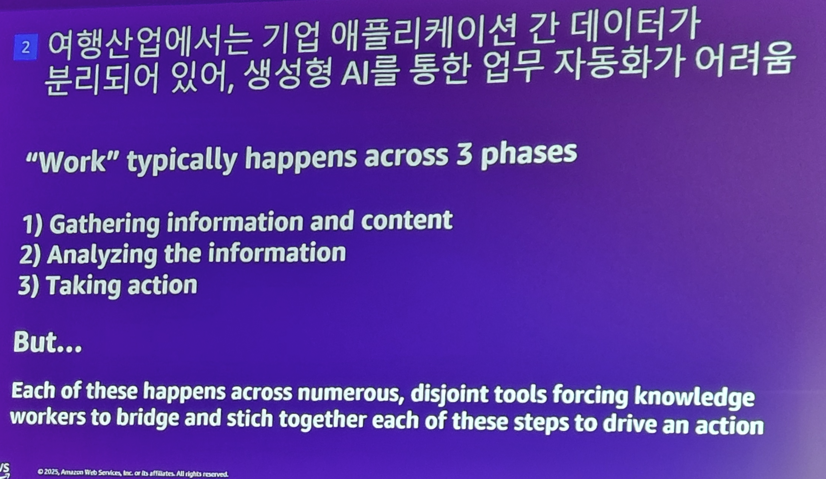 2 여행산업에서는 기업 애플리케이션 간 데이터가
분리되어 있어, 생성형 AI를 통한 업무 자동화가 어려움
“Work” typically happens across 3 phases
1) Gathering information and content
2) Analyzing the information
3) Taking action
But...
Each of these happens across numerous, disjoint tools forcing knowledge
workers to bridge and stich together each of these steps to drive an action
© 2025, Amazon Web Services, Inc. or its affiliates. All rights reserved.